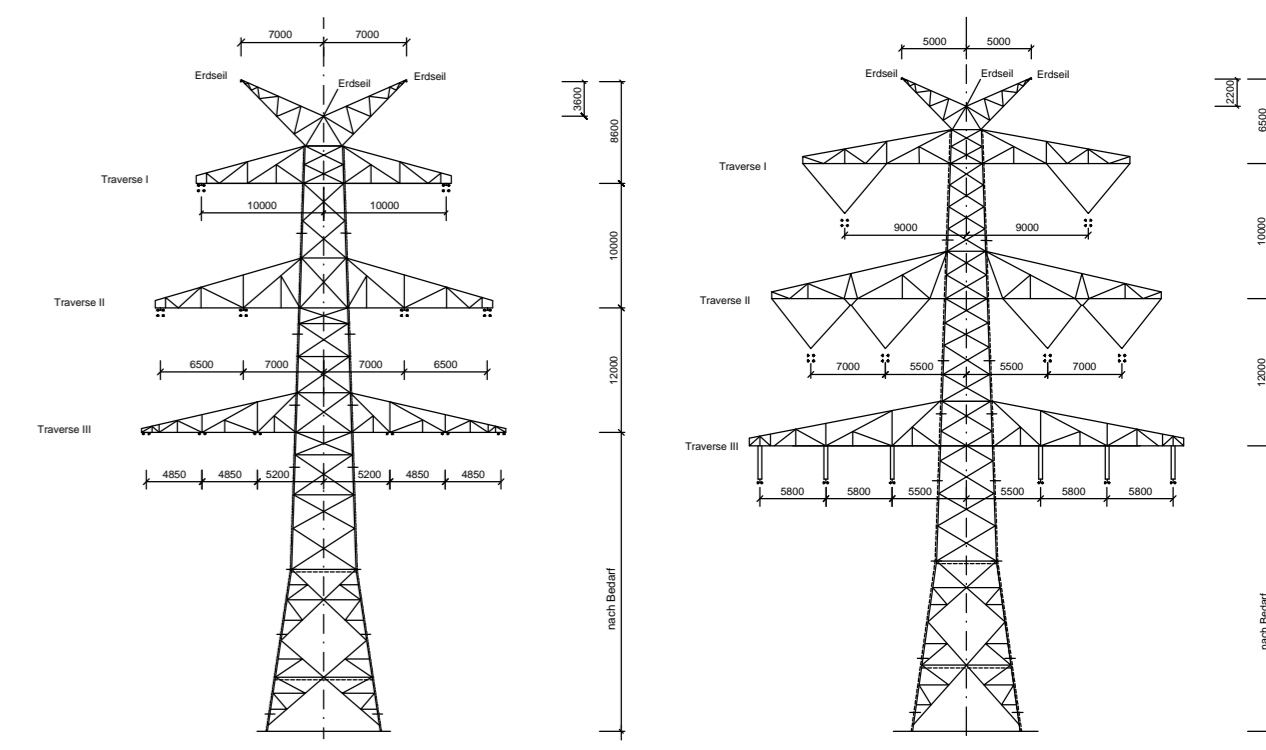 7000 7000
Erdseil Erdseil Erdseil
3600
8600
Traverse I
10000 10000
10000
Traverse II
6500 7000 7000 6500
12000
Traverse III
4850 4850 5200 5200 4850 4850
nach Bedarf
5000 5000
Erdseil Erdseil Erdseil
2200
6500
Traverse I
9000 9000
10000
Traverse II
7000 5500 5500 7000
12000
Traverse III
5800 5800 5500 5500 5800 5800
nach Bedarf